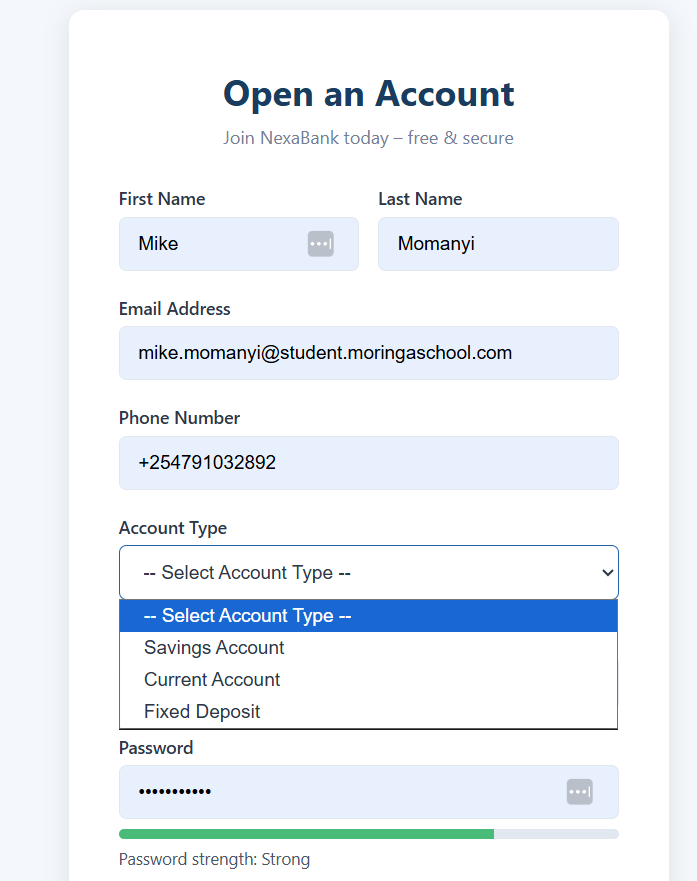 Open an Account
Join NexaBank today – free & secure
First Name Last Name
Mike Momanyi
Email Address
mike.momanyi@student.moringaschool.com
Phone Number
+254791032892
Account Type
-- Select Account Type --
-- Select Account Type --
Savings Account
Current Account
Fixed Deposit
Password
•••••••••••
Password strength: Strong